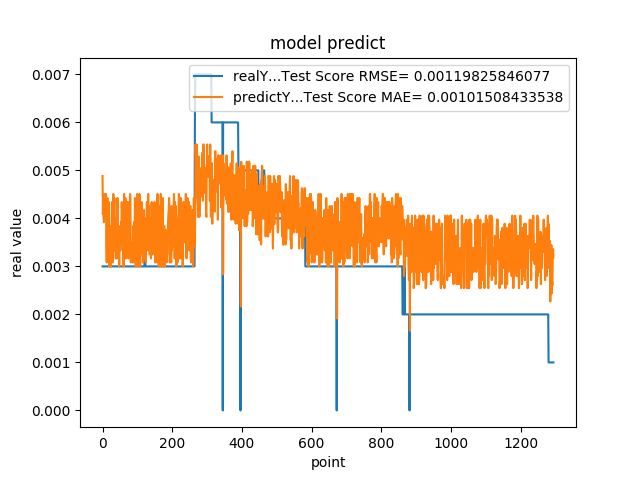 model predict
realY...Test Score RMSE= 0.00119825846077
predictY...Test Score MAE= 0.00101508433538
0.007
0.006
0.005
0.004
0.003
0.002
0.001
0.000
real value
0 200 400 600 800 1000 1200
point